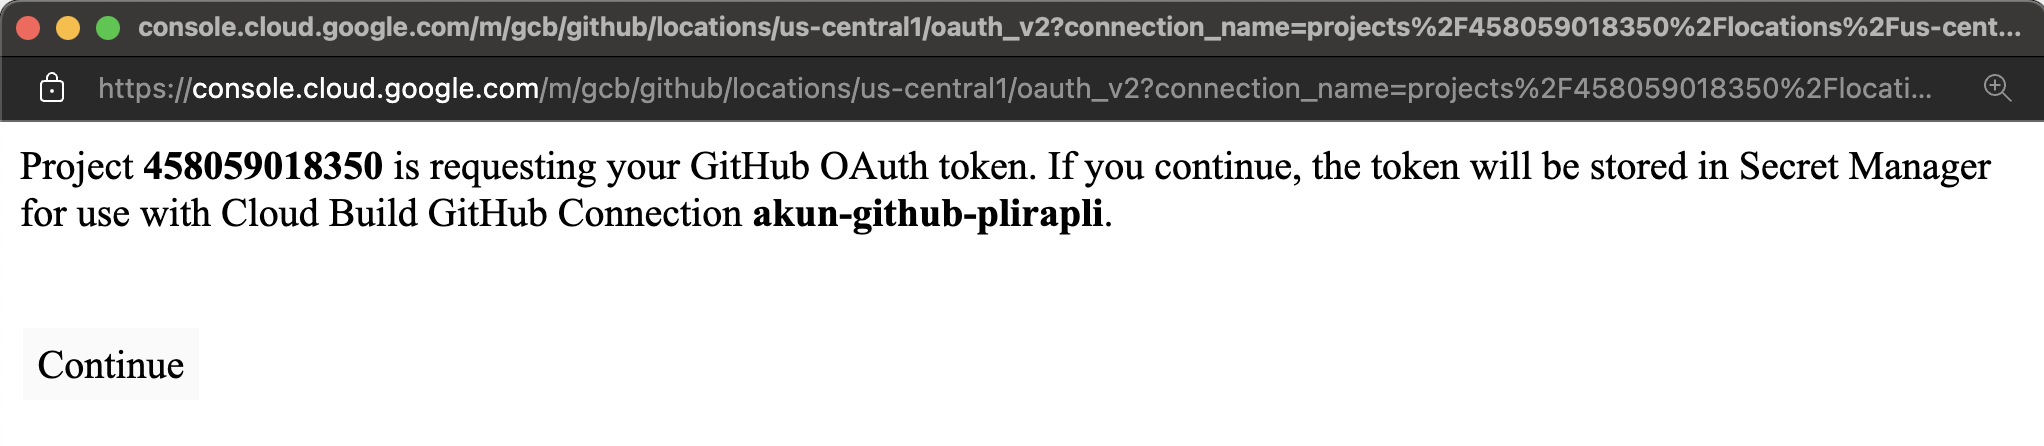 console.cloud.google.com/m/gcb/github/locations/us-central1/oauth_v2?connection_name=projects%2F458059018350%2Flocations%2Fus-cent...
https://console.cloud.google.com/m/gcb/github/locations/us-central1/oauth_v2?connection_name=projects%2F458059018350%2Flocati...
Project 458059018350 is requesting your GitHub OAuth token. If you continue, the token will be stored in Secret Manager
for use with Cloud Build GitHub Connection akun-github-plirapli.
Continue